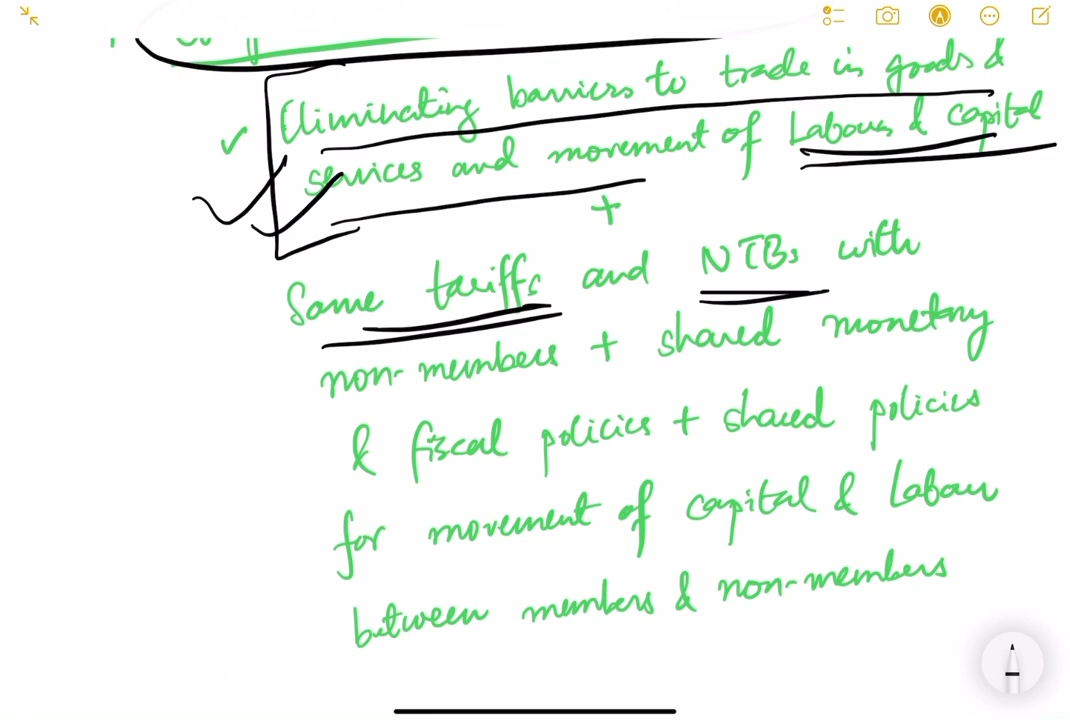 Eliminating barriers to trade in goods &
services and movement of Labour & capital
+
Same tariffs and NTBs with
non-members + shared monetary
& fiscal policies + shared policies
for movement of capital & Labour
between members & non-members